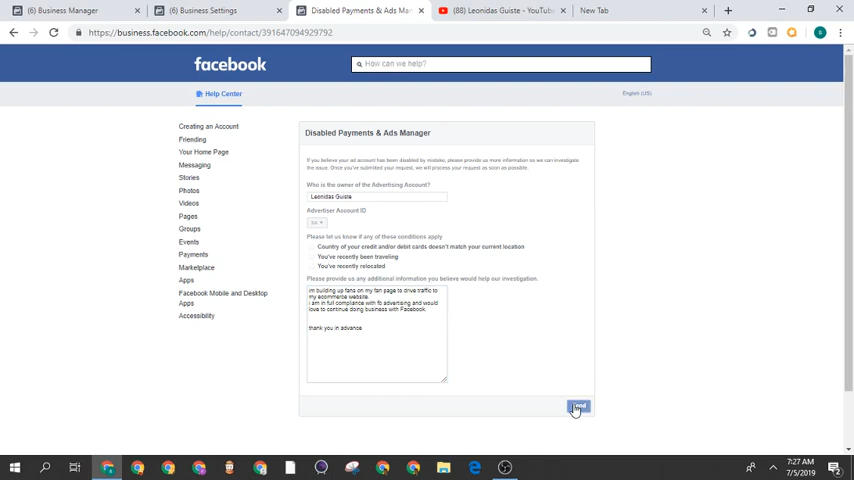 (6) Business Manager
(6) Business Settings
Disabled Payments & Ads Ma
(88) Leonidas Guiste - YouTube
New Tab
https://business.facebook.com/help/contact/391647094929792
facebook
How can we help?
Help Center
English (US)
Creating an Account
Friending
Your Home Page
Messaging
Stories
Photos
Videos
Pages
Groups
Events
Payments
Marketplace
Apps
Facebook Mobile and Desktop
Apps
Accessibility
Disabled Payments & Ads Manager
If you believe your ad account has been disabled by mistake, please provide us more information so we can investigate
the issue. Once you've submitted your request, we will process your request as soon as possible.
Who is the owner of the Advertising Account?
Leonidas Guiste
Advertiser Account ID
Please let us know if any of these conditions apply
Country of your credit and/or debit cards doesn't match your current location
You've recently been traveling
You've recently relocated
Please provide us any additional information you believe would help our investigation.
im building up fans on my fan page to drive traffic to
my ecommerce website.
i am in full compliance with fb advertising and would
love to continue doing business with Facebook.
thank you in advance
7:27 AM
7/5/2019